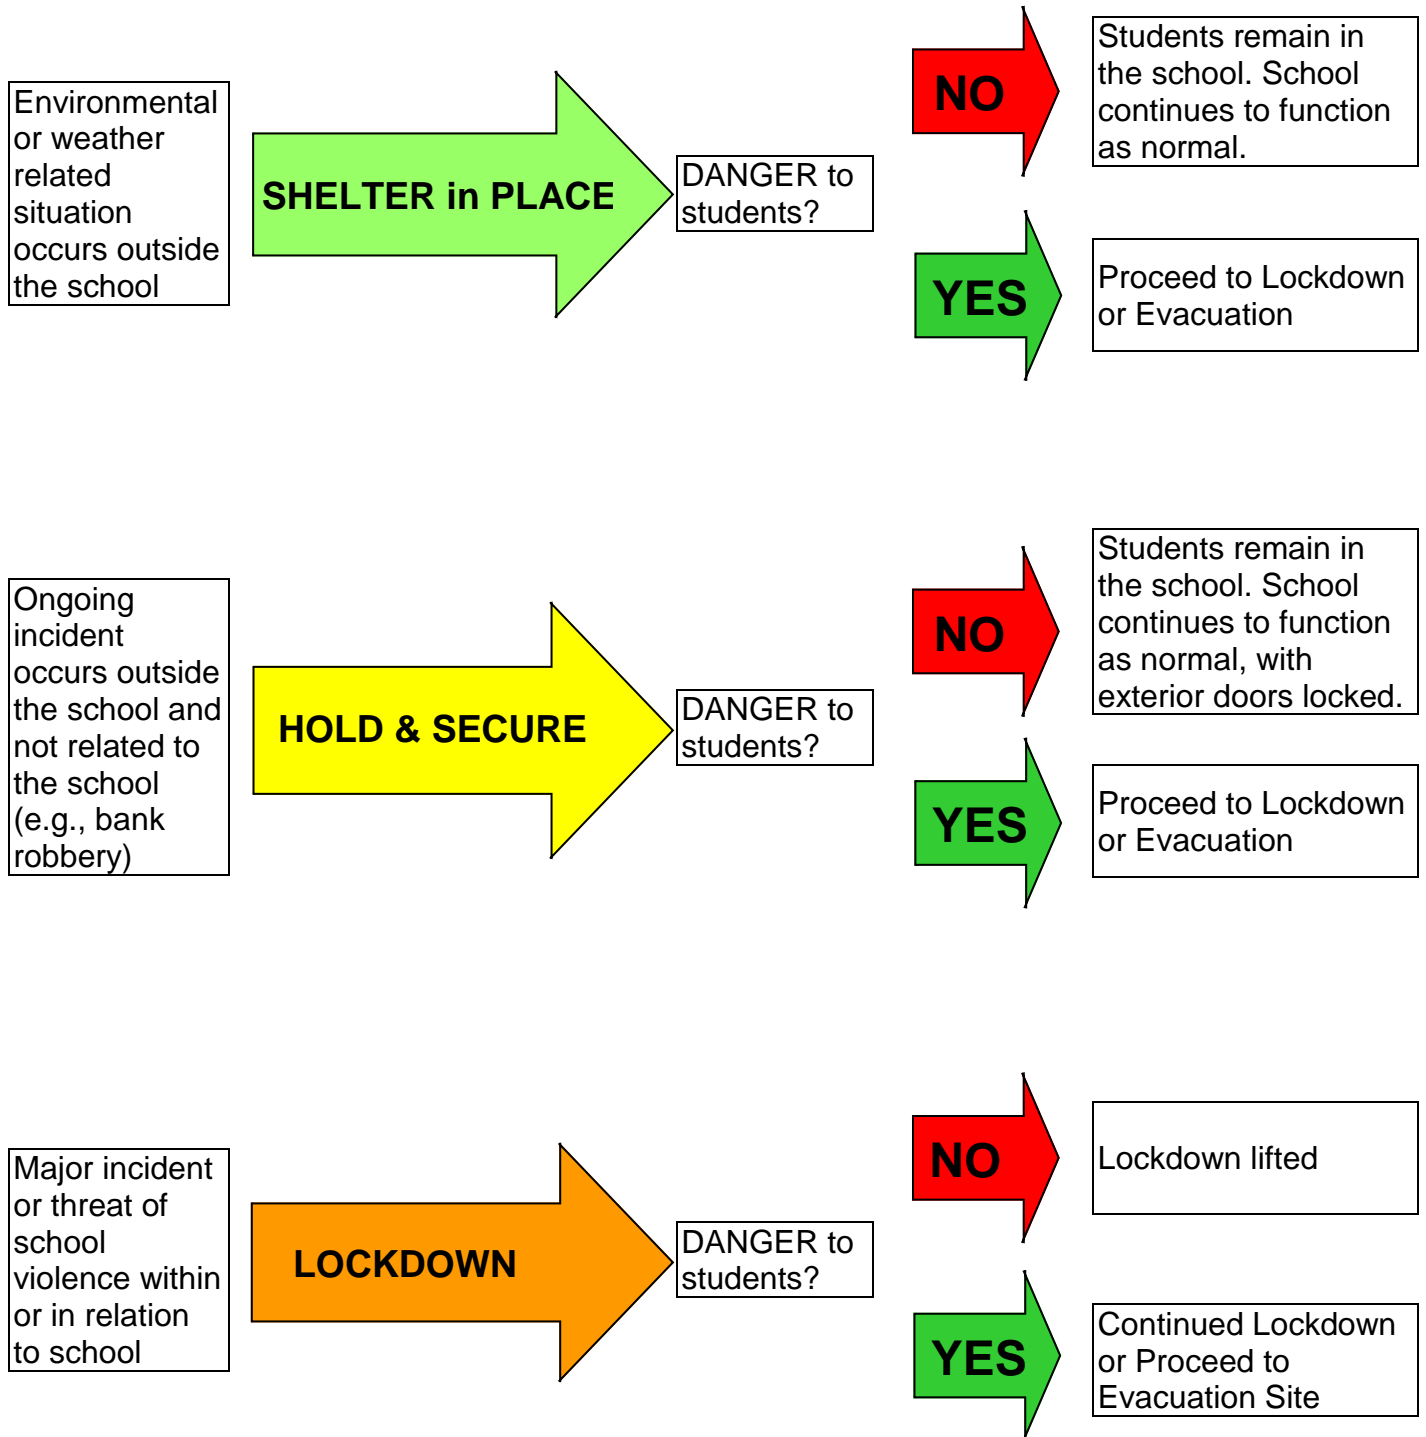 Environmental
or weather
related
situation
occurs outside
the school
SHELTER in PLACE
DANGER to
students?
NO
Students remain in
the school. School
continues to function
as normal.
YES
Proceed to Lockdown
or Evacuation
Ongoing
incident
occurs outside
the school and
not related to
the school
(e.g., bank
robbery)
HOLD & SECURE
DANGER to
students?
NO
Students remain in
the school. School
continues to function
as normal, with
exterior doors locked.
YES
Proceed to Lockdown
or Evacuation
Major incident
or threat of
school
violence within
or in relation
to school
LOCKDOWN
DANGER to
students?
NO
Lockdown lifted
YES
Continued Lockdown
or Proceed to
Evacuation Site